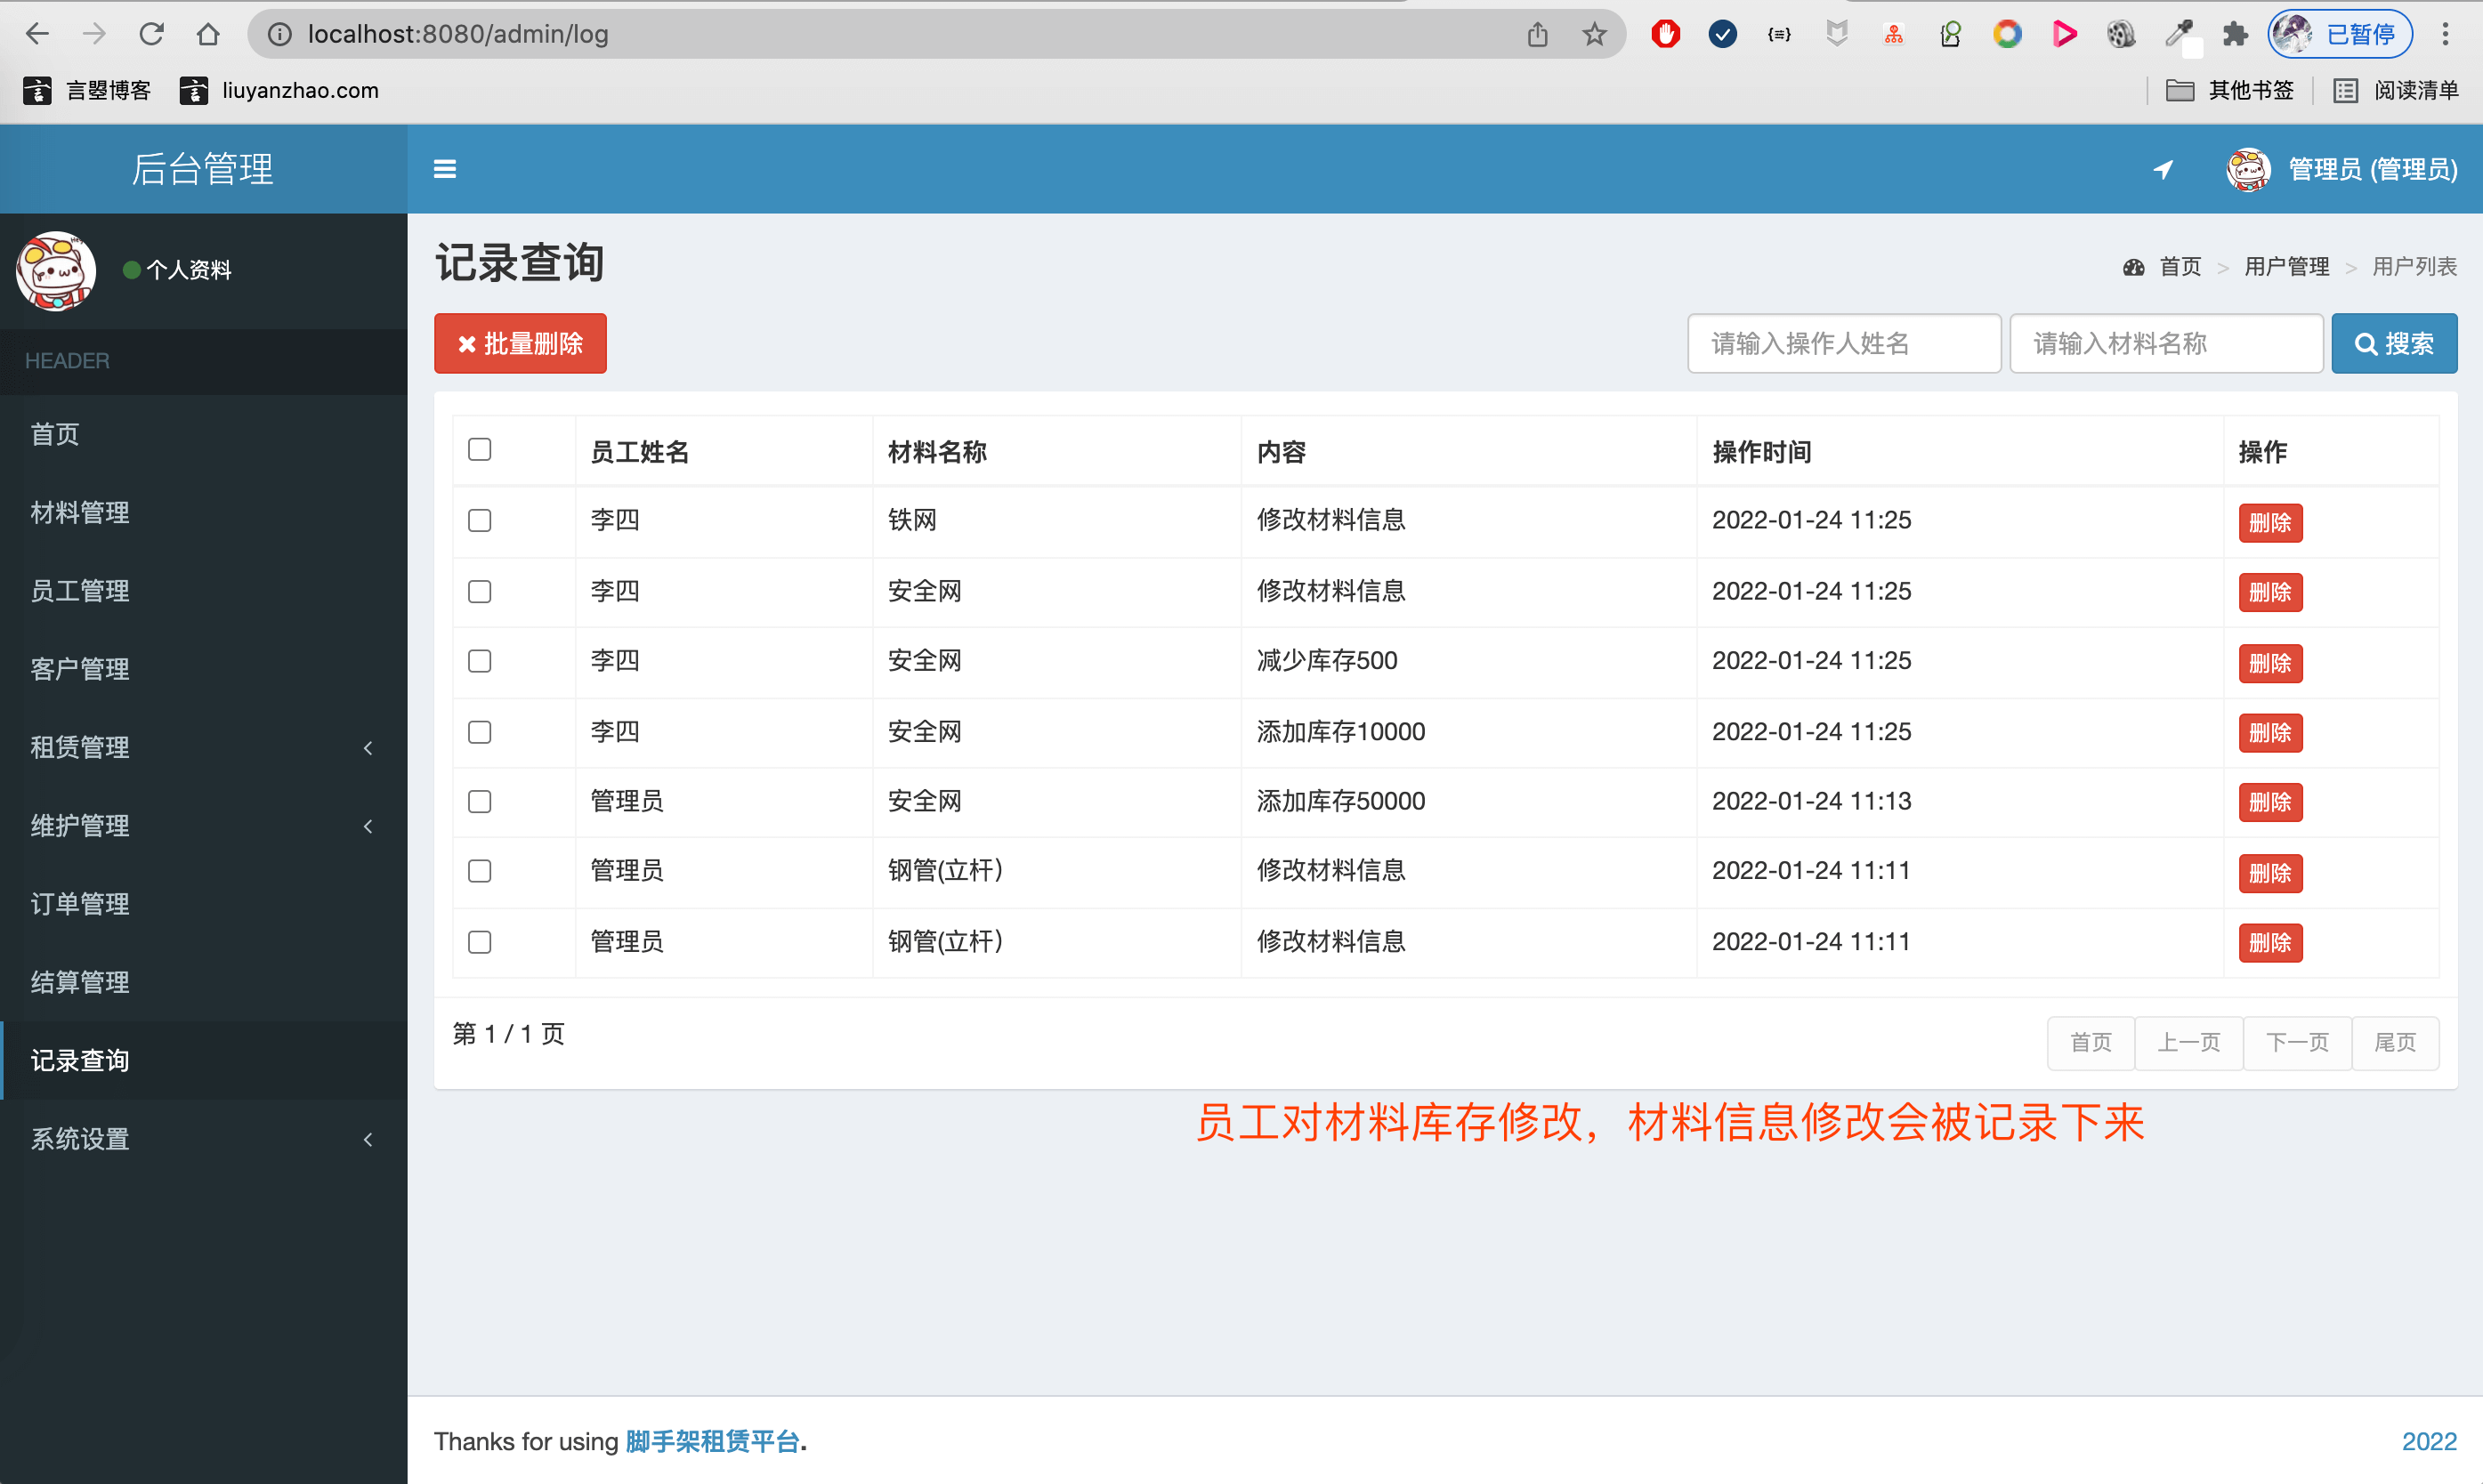 localhost:8080/admin/log
已暂停
言曌博客 liuyanzhao.com 其他书签 阅读清单
后台管理 管理员 (管理员)
个人资料
HEADER
首页
材料管理
员工管理
客户管理
租赁管理
维护管理
订单管理
结算管理
记录查询
系统设置
记录查询
首页 > 用户管理 > 用户列表
批量删除 请输入操作人姓名 请输入材料名称 搜索
员工姓名 材料名称 内容 操作时间 操作
李四 铁网 修改材料信息 2022-01-24 11:25 删除
李四 安全网 修改材料信息 2022-01-24 11:25 删除
李四 安全网 减少库存500 2022-01-24 11:25 删除
李四 安全网 添加库存10000 2022-01-24 11:25 删除
管理员 安全网 添加库存50000 2022-01-24 11:13 删除
管理员 钢管(立杆） 修改材料信息 2022-01-24 11:11 删除
管理员 钢管(立杆） 修改材料信息 2022-01-24 11:11 删除
第 1 / 1 页 首页 上一页 下一页 尾页
员工对材料库存修改，材料信息修改会被记录下来
Thanks for using 脚手架租赁平台. 2022